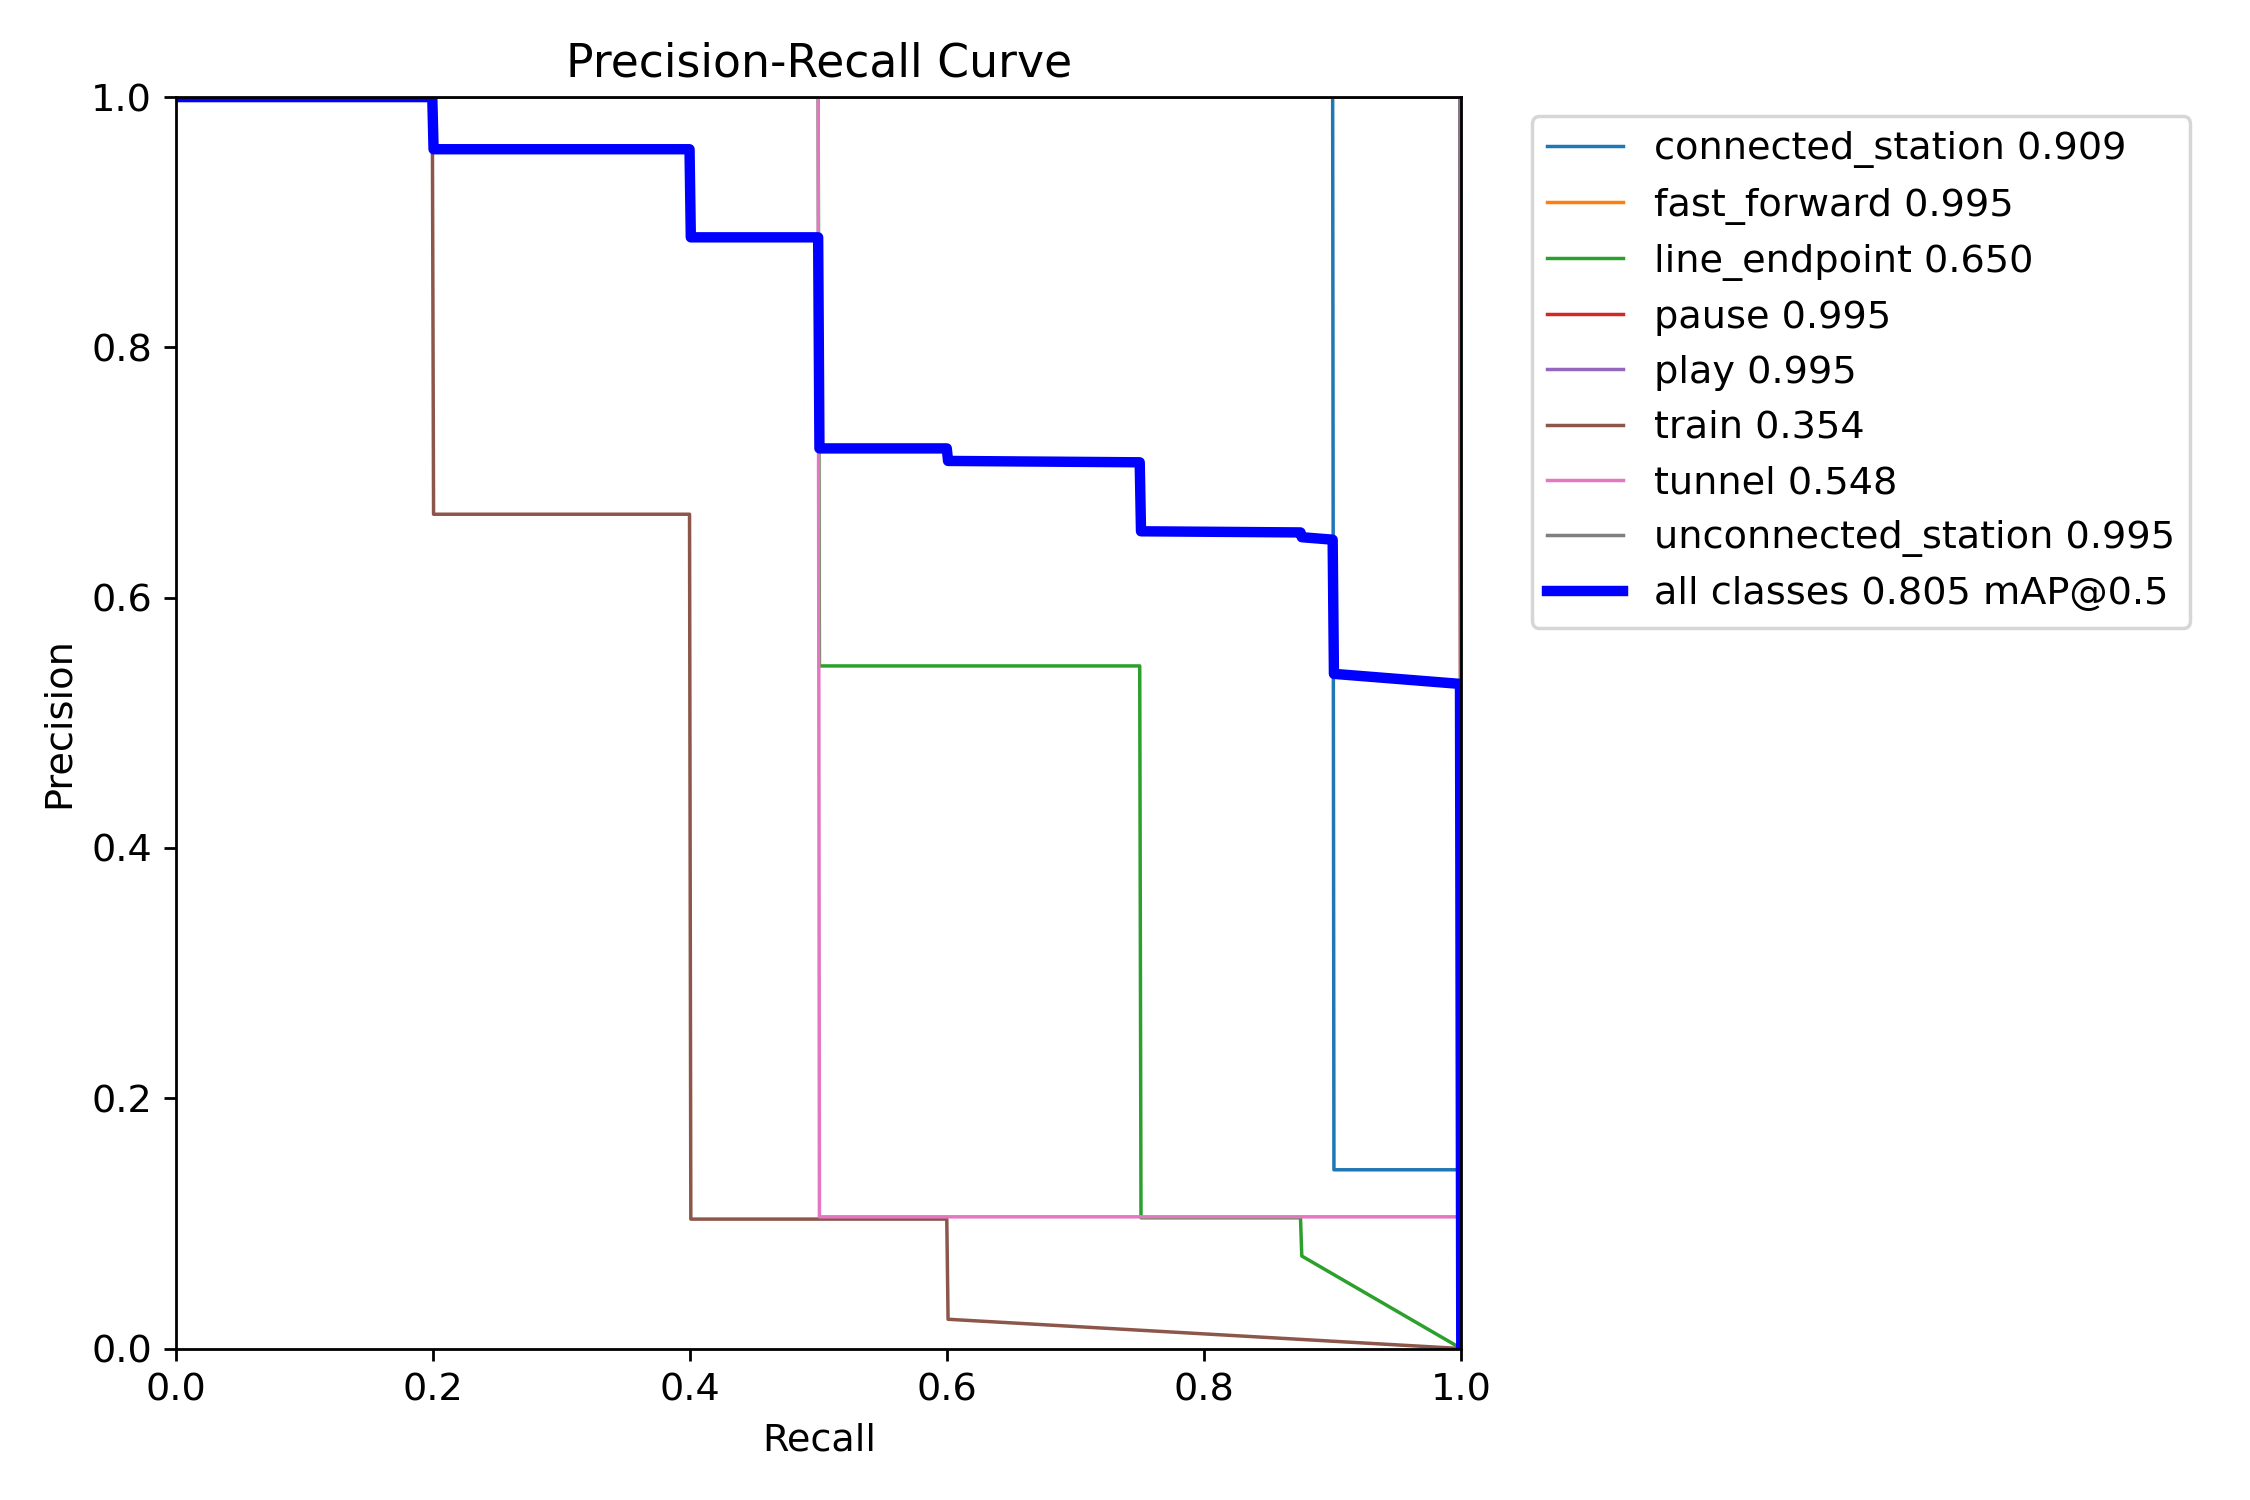 Precision-Recall Curve
1.0
0.8
0.6
0.4
0.2
0.0
Precision
0.0 0.2 0.4 0.6 0.8 1.0
Recall
connected_station 0.909
fast_forward 0.995
line_endpoint 0.650
pause 0.995
play 0.995
train 0.354
tunnel 0.548
unconnected_station 0.995
all classes 0.805 mAP@0.5